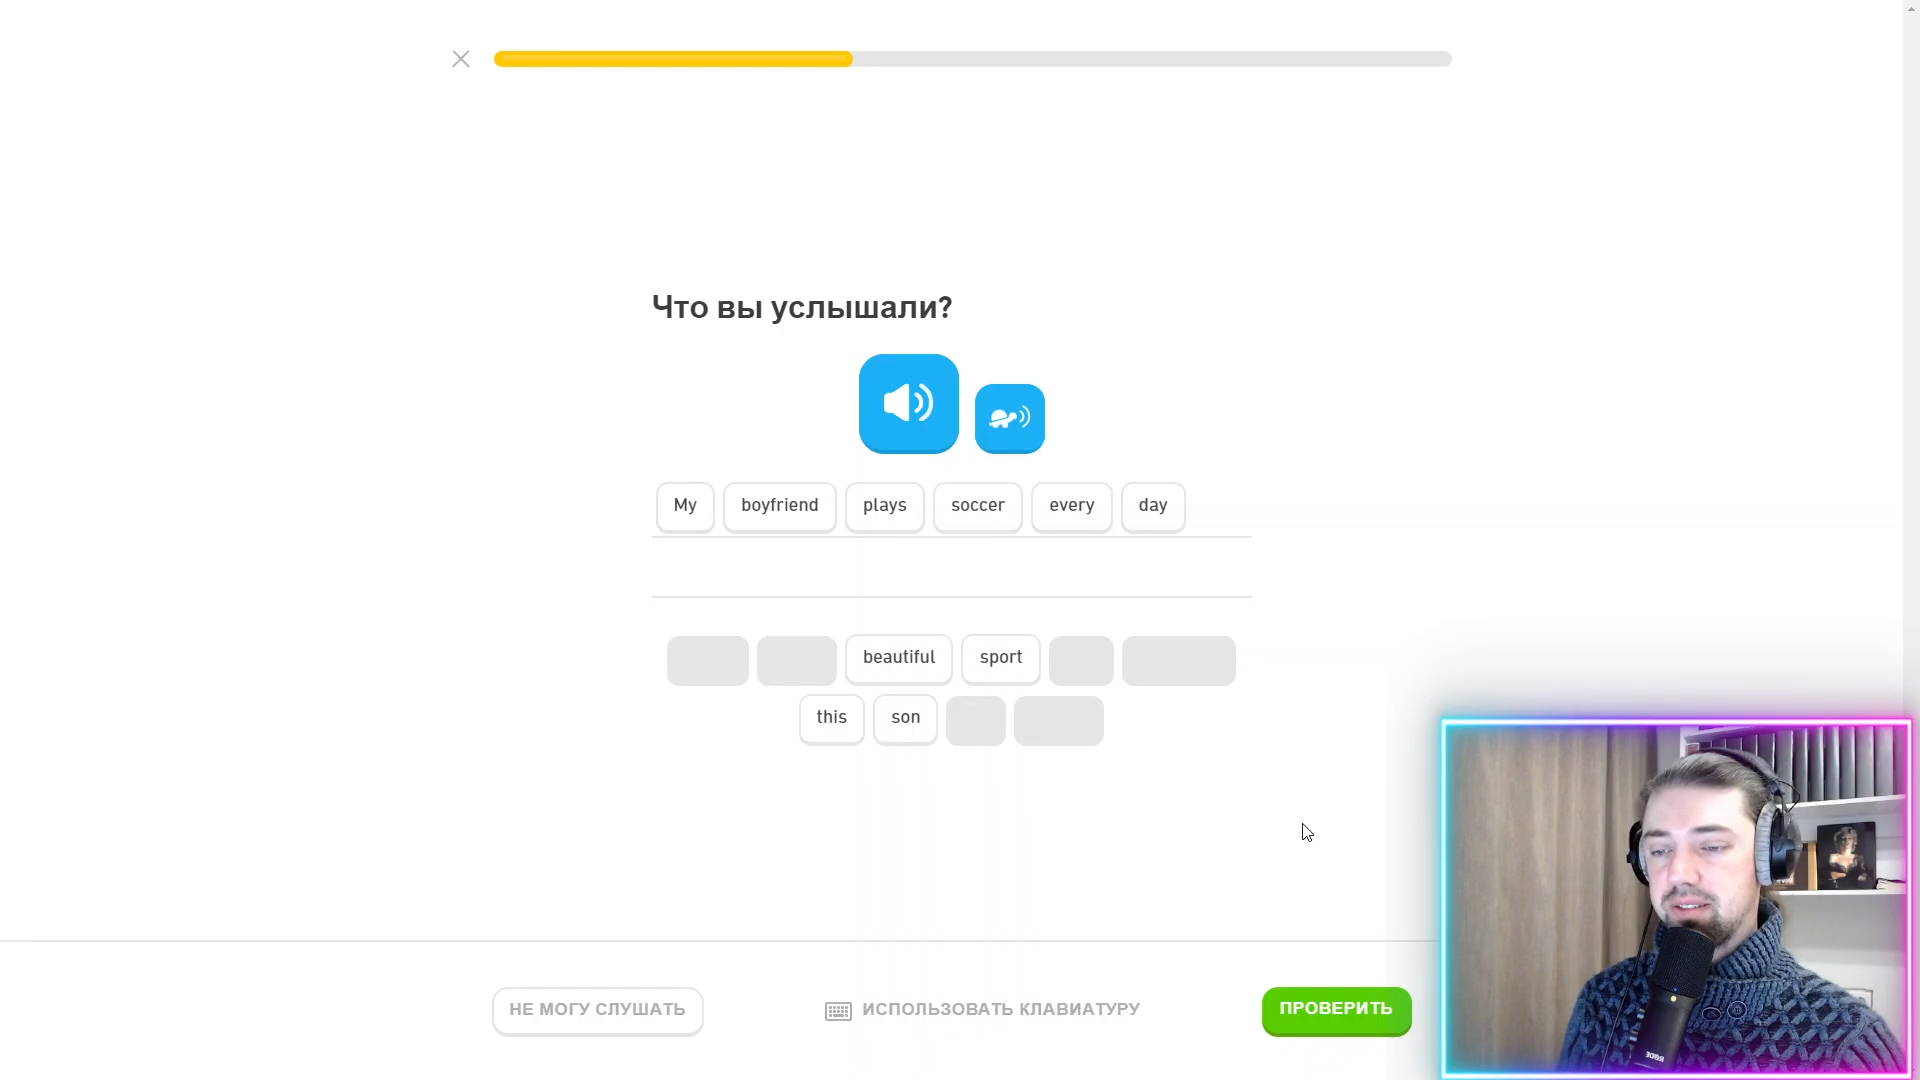 Что вы услышали?
My boyfriend plays soccer every day
beautiful sport
this son
НЕ МОГУ СЛУШАТЬ ИСПОЛЬЗОВАТЬ КЛАВИАТУРУ ПРОВЕРИТЬ
RØDE